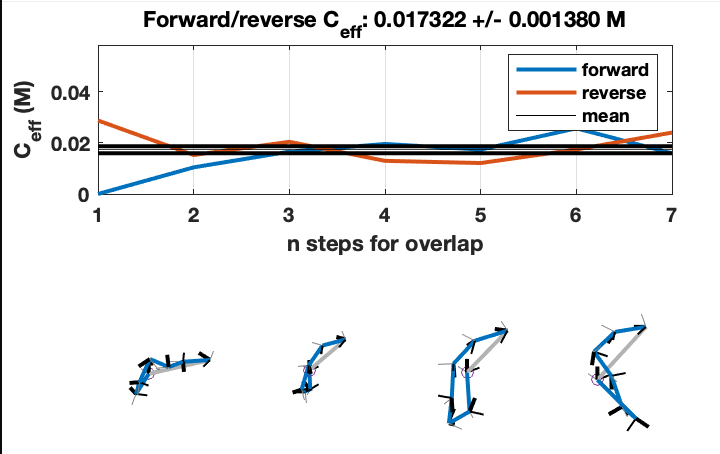 Forward/reverse C_eff: 0.017322 +/- 0.001380 M
C_eff (M)
0.04
0.02
0
forward
reverse
mean
1 2 3 4 5 6 7
n steps for overlap